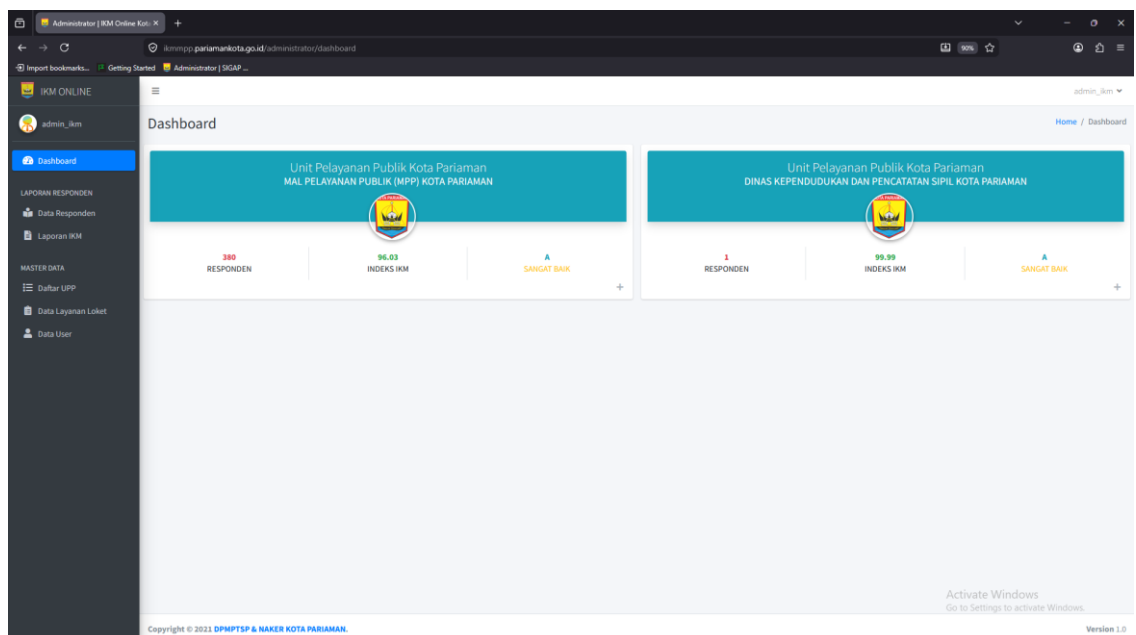 Administrator | IKM Online Kota
ikmmpp.pariamankota.go.id/administrator/dashboard
90%
Import bookmarks...
Getting Started
Administrator | SIGAP ...
IKM ONLINE
admin_ikm
admin_ikm
Dashboard
Home / Dashboard
Dashboard
LAPORAN RESPONDEN
Data Responden
Laporan IKM
MASTER DATA
Daftar UPP
Data Layanan Loket
Data User
Unit Pelayanan Publik Kota Pariaman
MAL PELAYANAN PUBLIK (MPP) KOTA PARIAMAN
380
RESPONDEN
96.03
INDEKS IKM
A
SANGAT BAIK
Unit Pelayanan Publik Kota Pariaman
DINAS KEPENDUDUKAN DAN PENCATATAN SIPIL KOTA PARIAMAN
1
RESPONDEN
99.99
INDEKS IKM
A
SANGAT BAIK
Activate Windows
Go to Settings to activate Windows.
Copyright © 2021 DPMPTSP & NAKER KOTA PARIAMAN.
Version 1.0